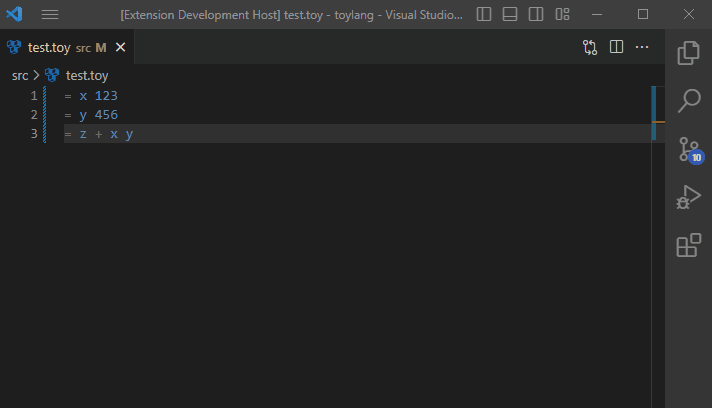 [Extension Development Host] test.toy - toylang - Visual Studio...
test.toy src M
src > test.toy
1 = x 123
2 = y 456
3 = z + x y
10